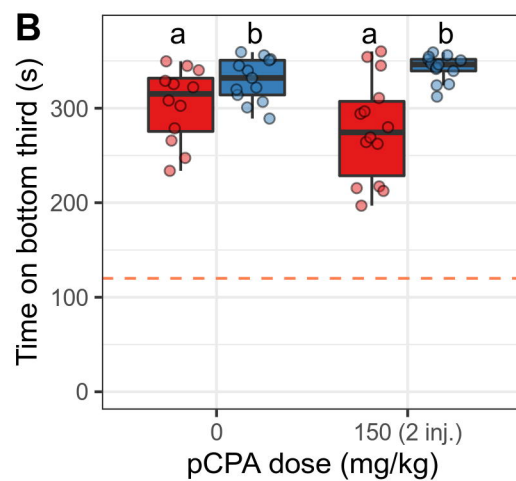 B
a b a b
Time on bottom third (s)
300
200
100
0
0 150 (2 inj.)
pCPA dose (mg/kg)